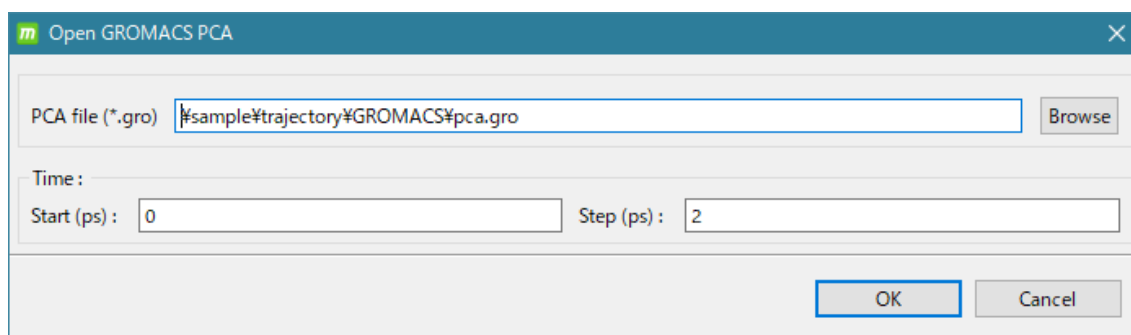 m Open GROMACS PCA
PCA file (*.gro) ¥sample¥trajectory¥GROMACS¥pca.gro Browse
Time :
Start (ps) : 0 Step (ps) : 2
OK Cancel